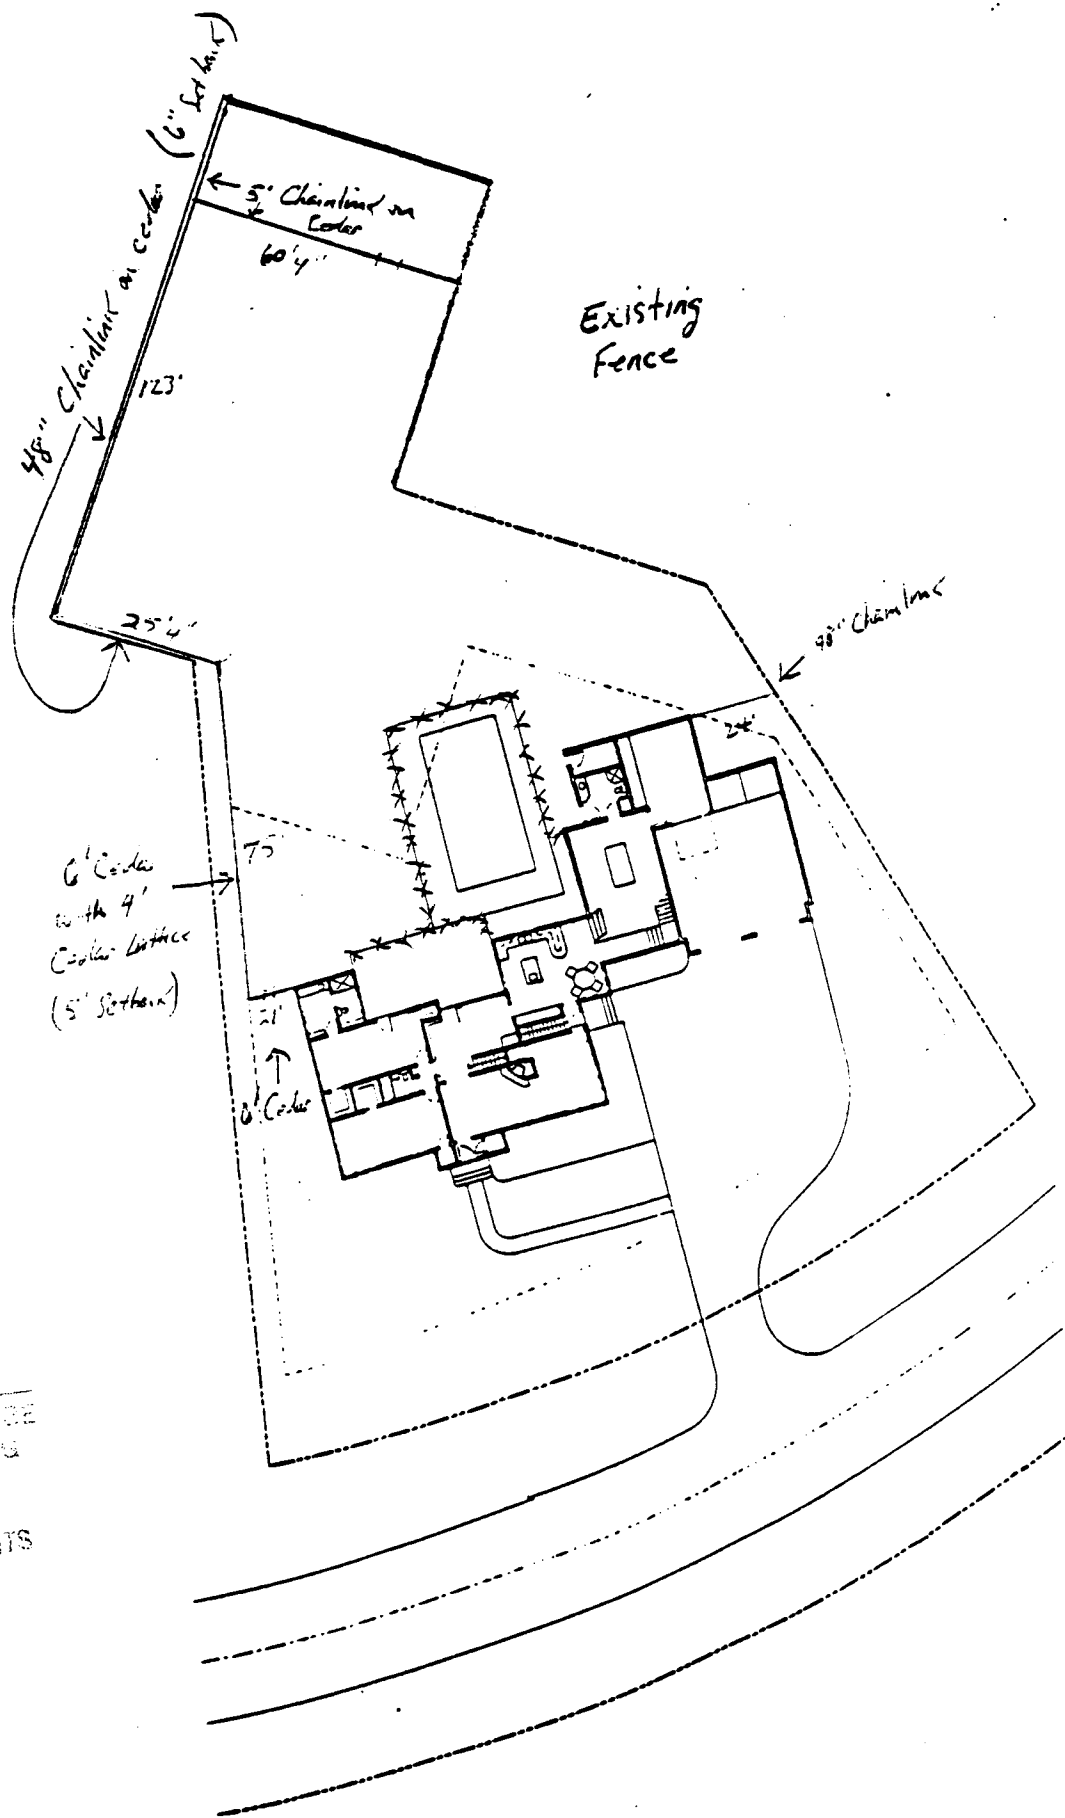 (6" Setback)
48" Chainlink on cedar
5' Chainlink on
Cedar
60'4"
Existing
Fence
123'
25'4"
48" Chainlink
24'
75
6' Cedar
with 4'
Cedar Lattice
(5' Setback)
21'
Cedar